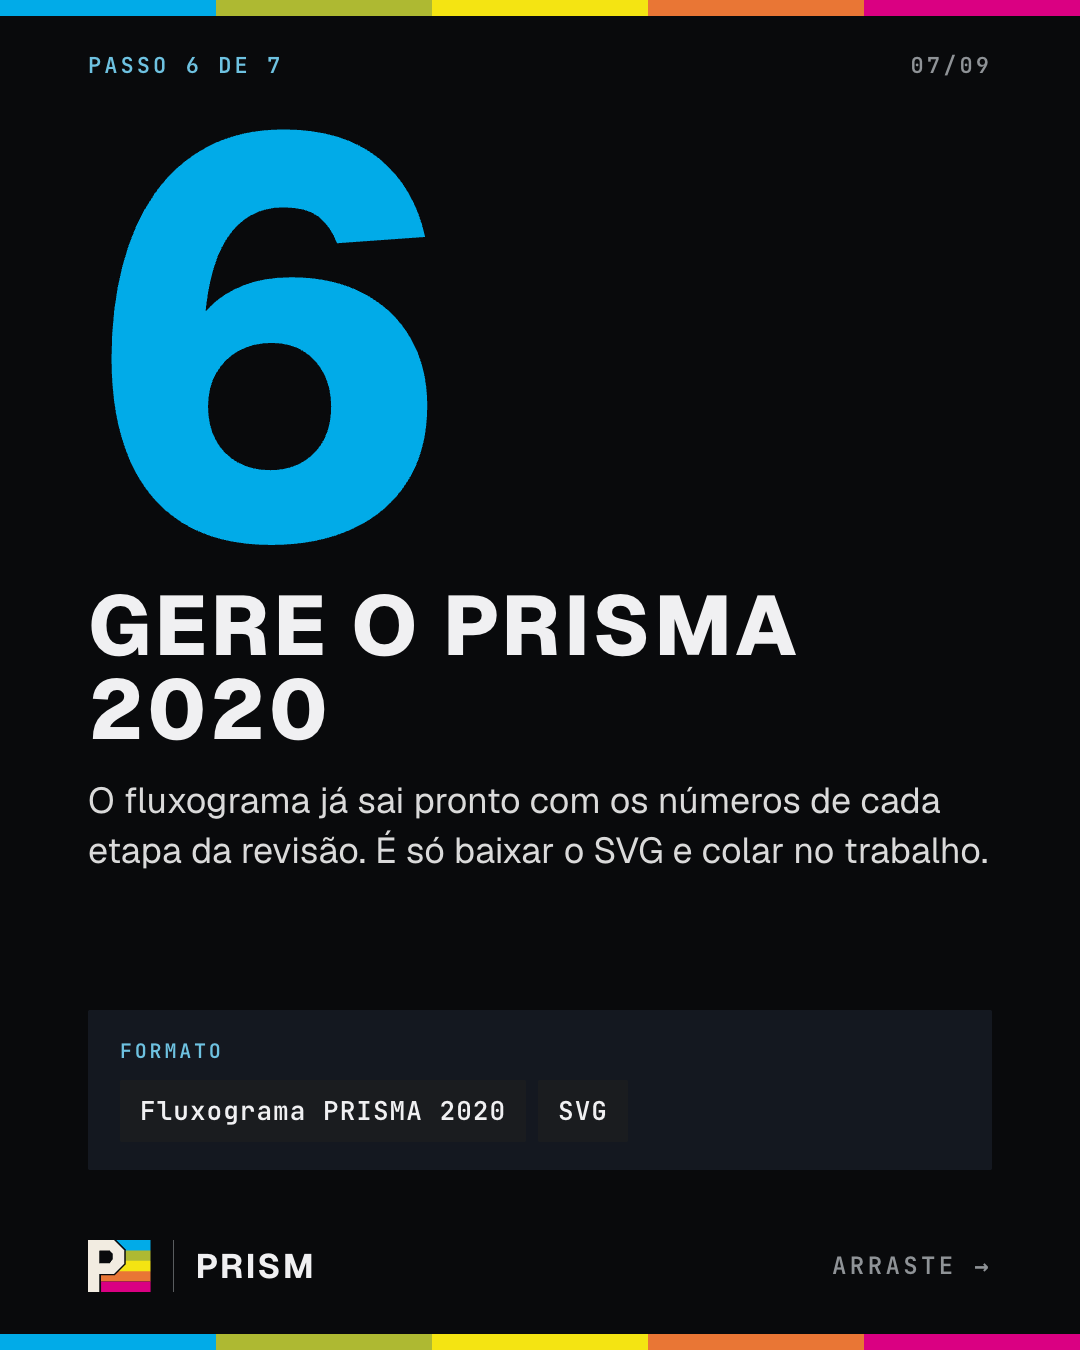 PASSO 6 DE 7
07/09
6
GERE O PRISMA
2020
O fluxograma já sai pronto com os números de cada
etapa da revisão. É só baixar o SVG e colar no trabalho.
FORMATO
Fluxograma PRISMA 2020 SVG
P PRISM
ARRASTE →